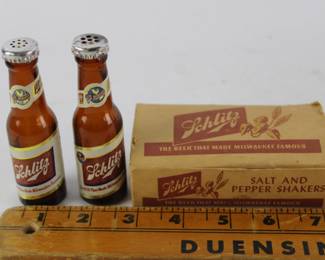 Schlitz
Schlitz
Schlitz
THE BEER THAT MADE MILWAUKEE FAMOUS
Schlitz
SALT AND
PEPPER SHAKERS
1 2 3 4 5 6 7
DUENSIN